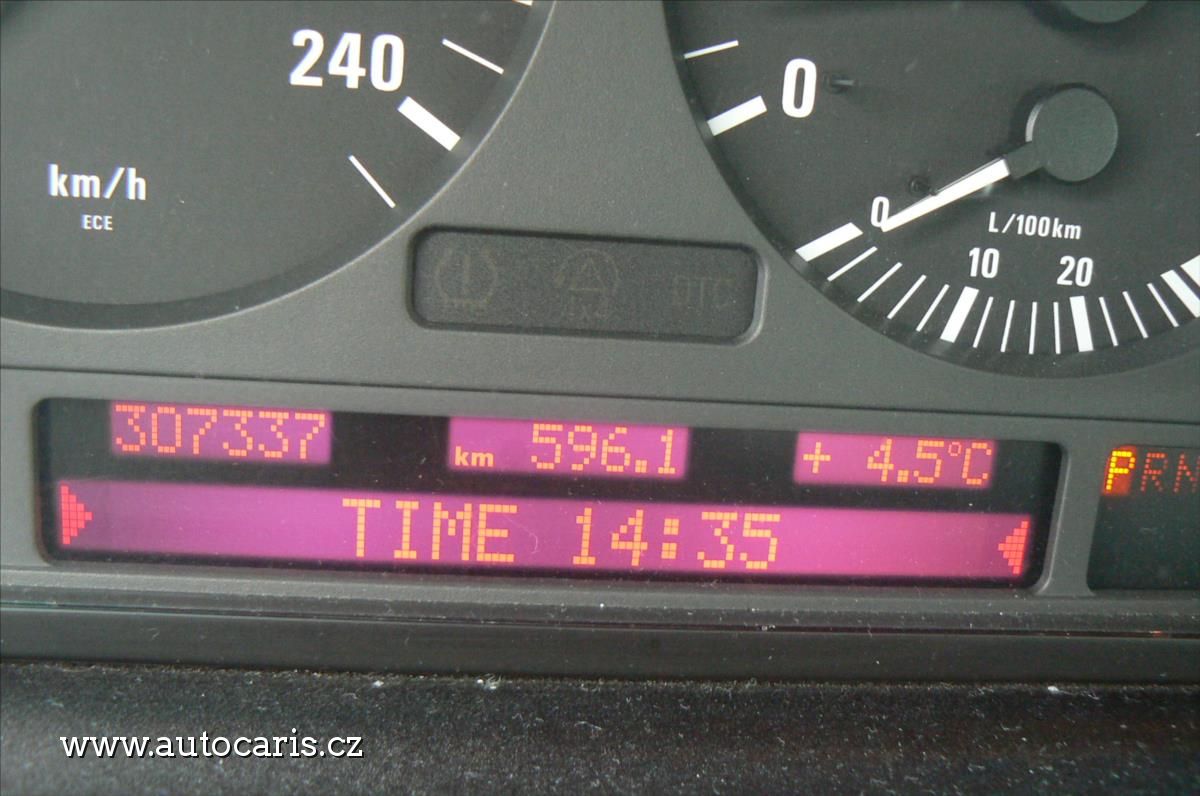 240
km/h
ECE
0
0
L/100km
10
20
DTC
307337
km 596.1
+ 4.5°C
PRN
TIME 14:35
www.autocaris.cz